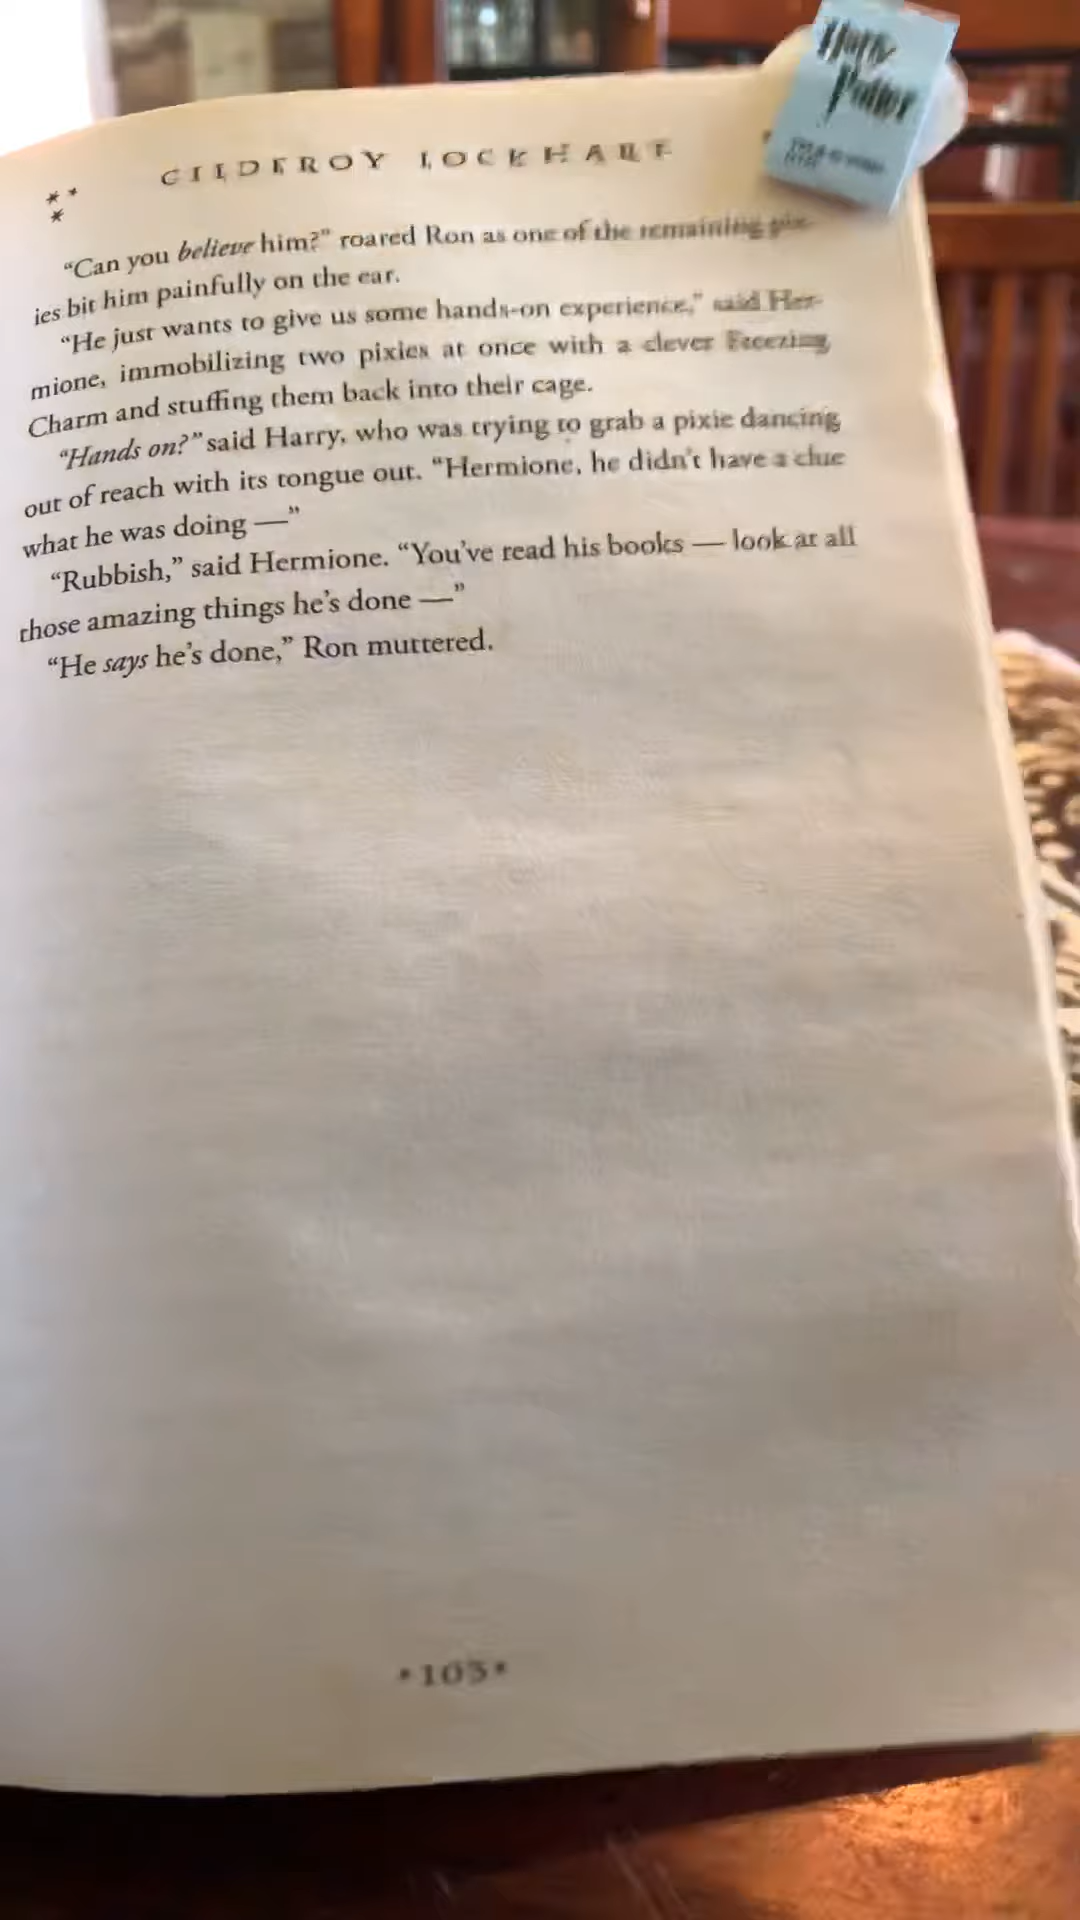 GILDEROY LOCKHART
“Can you believe him?” roared Ron as one of the remaining pix-
ies bit him painfully on the ear.
“He just wants to give us some hands-on experience,” said Her-
mione, immobilizing two pixies at once with a clever Freezing
Charm and stuffing them back into their cage.
“Hands on?” said Harry, who was trying to grab a pixie dancing
out of reach with its tongue out. “Hermione, he didn’t have a clue
what he was doing —”
“Rubbish,” said Hermione. “You’ve read his books — look at all
those amazing things he’s done —”
“He says he’s done,” Ron muttered.
•103•
Harry
Potter